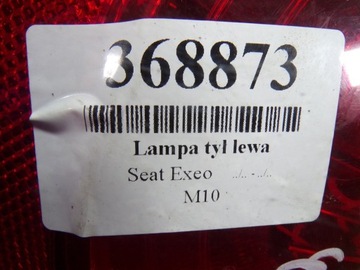 368873
Lampa tył lewa
Seat Exeo ../.. - ../..
M10